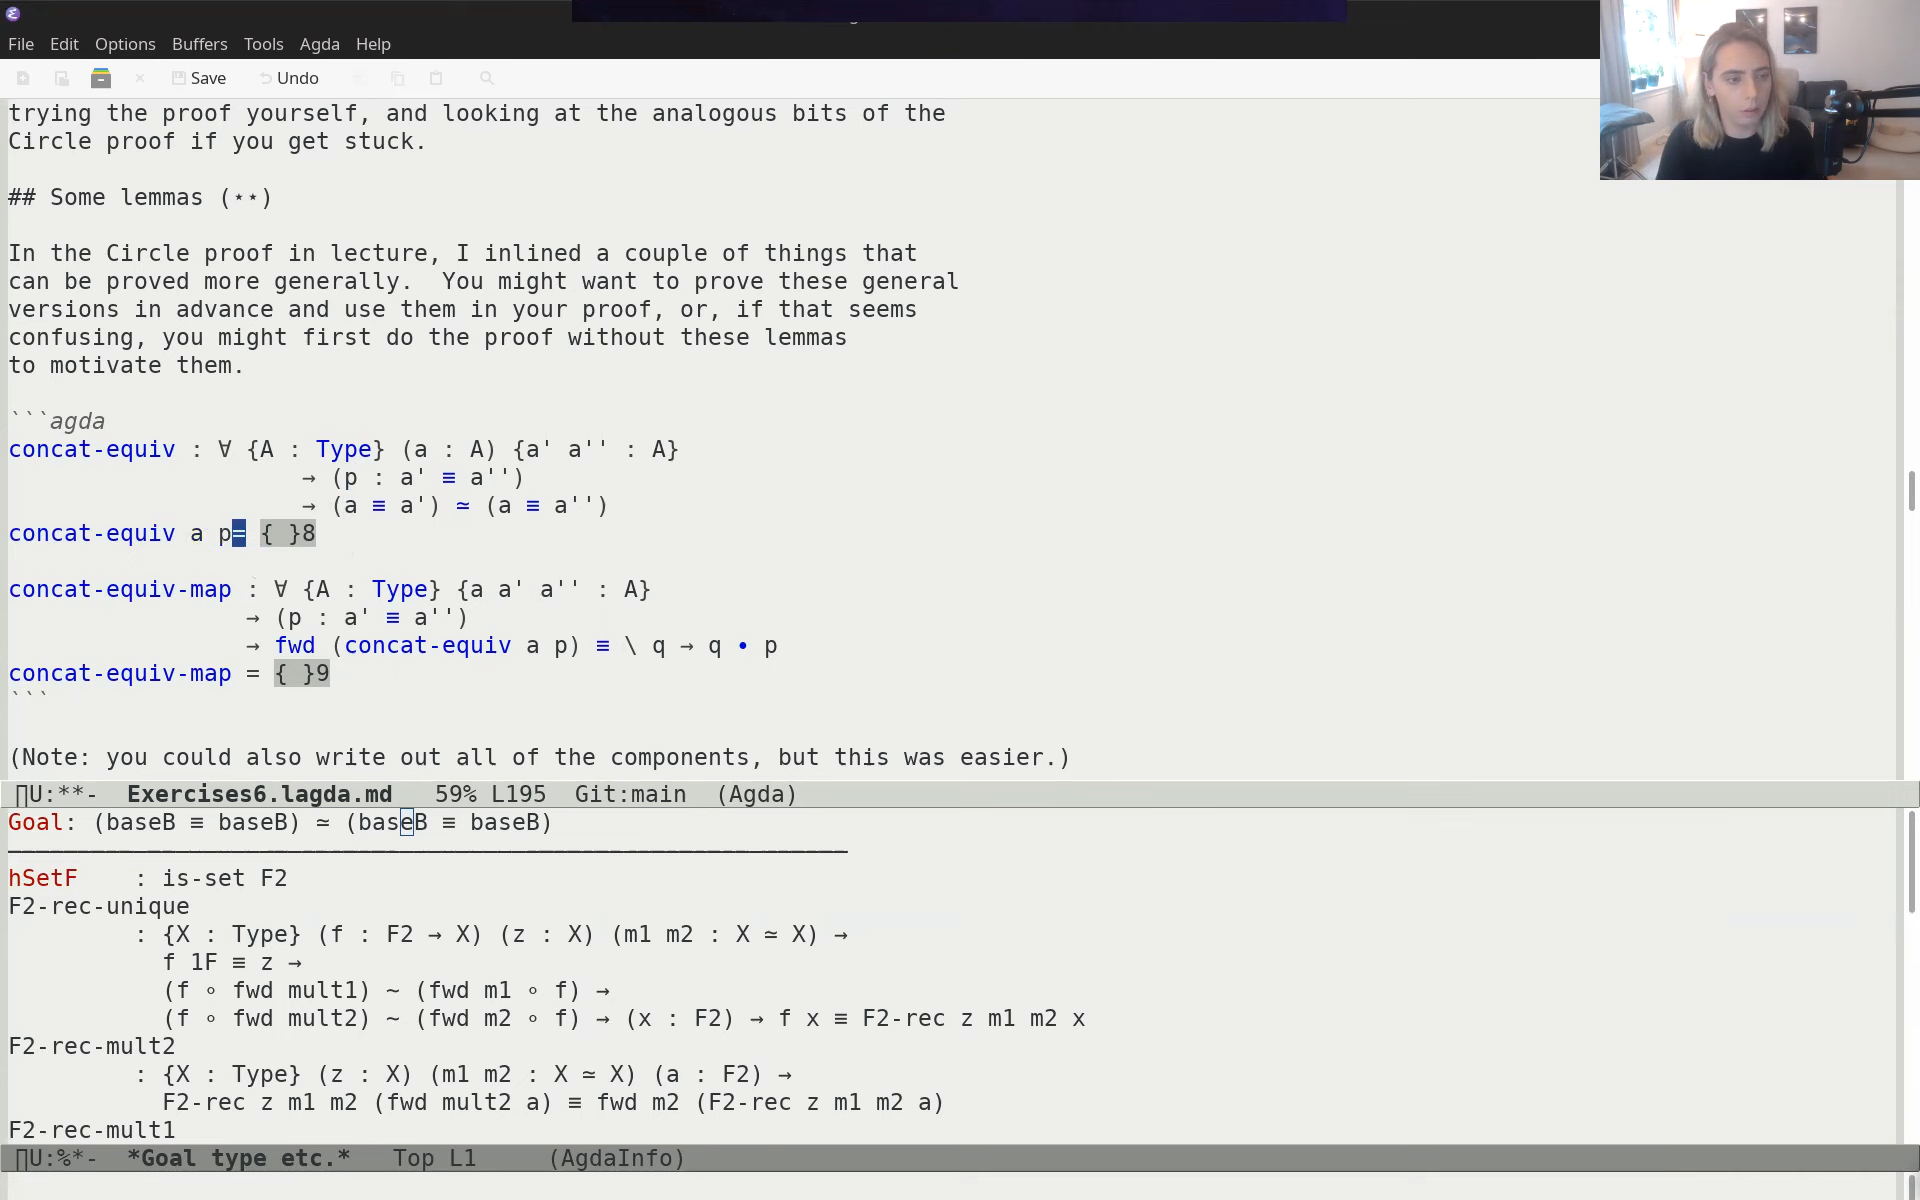 File Edit Options Buffers Tools Agda Help
Save Undo
trying the proof yourself, and looking at the analogous bits of the
Circle proof if you get stuck.
## Some lemmas (⋆⋆)
In the Circle proof in lecture, I inlined a couple of things that
can be proved more generally.  You might want to prove these general
versions in advance and use them in your proof, or, if that seems
confusing, you might first do the proof without these lemmas
to motivate them.
```agda
concat-equiv : ∀ {A : Type} (a : A) {a' a'' : A}
→ (p : a' ≡ a'')
→ (a ≡ a') ≃ (a ≡ a'')
concat-equiv a p= { }8
concat-equiv-map : ∀ {A : Type} {a a' a'' : A}
→ (p : a' ≡ a'')
→ fwd (concat-equiv a p) ≡ \ q → q • p
concat-equiv-map = { }9
```
(Note: you could also write out all of the components, but this was easier.)
∏U:**-  Exercises6.lagda.md   59% L195  Git:main  (Agda)
Goal: (baseB ≡ baseB) ≃ (baseB ≡ baseB)
hSetF    : is-set F2
F2-rec-unique
: {X : Type} (f : F2 → X) (z : X) (m1 m2 : X ≃ X) →
f 1F ≡ z →
(f ∘ fwd mult1) ∼ (fwd m1 ∘ f) →
(f ∘ fwd mult2) ∼ (fwd m2 ∘ f) → (x : F2) → f x ≡ F2-rec z m1 m2 x
F2-rec-mult2
: {X : Type} (z : X) (m1 m2 : X ≃ X) (a : F2) →
F2-rec z m1 m2 (fwd mult2 a) ≡ fwd m2 (F2-rec z m1 m2 a)
F2-rec-mult1
∏U:%*-  *Goal type etc.*   Top L1     (AgdaInfo)